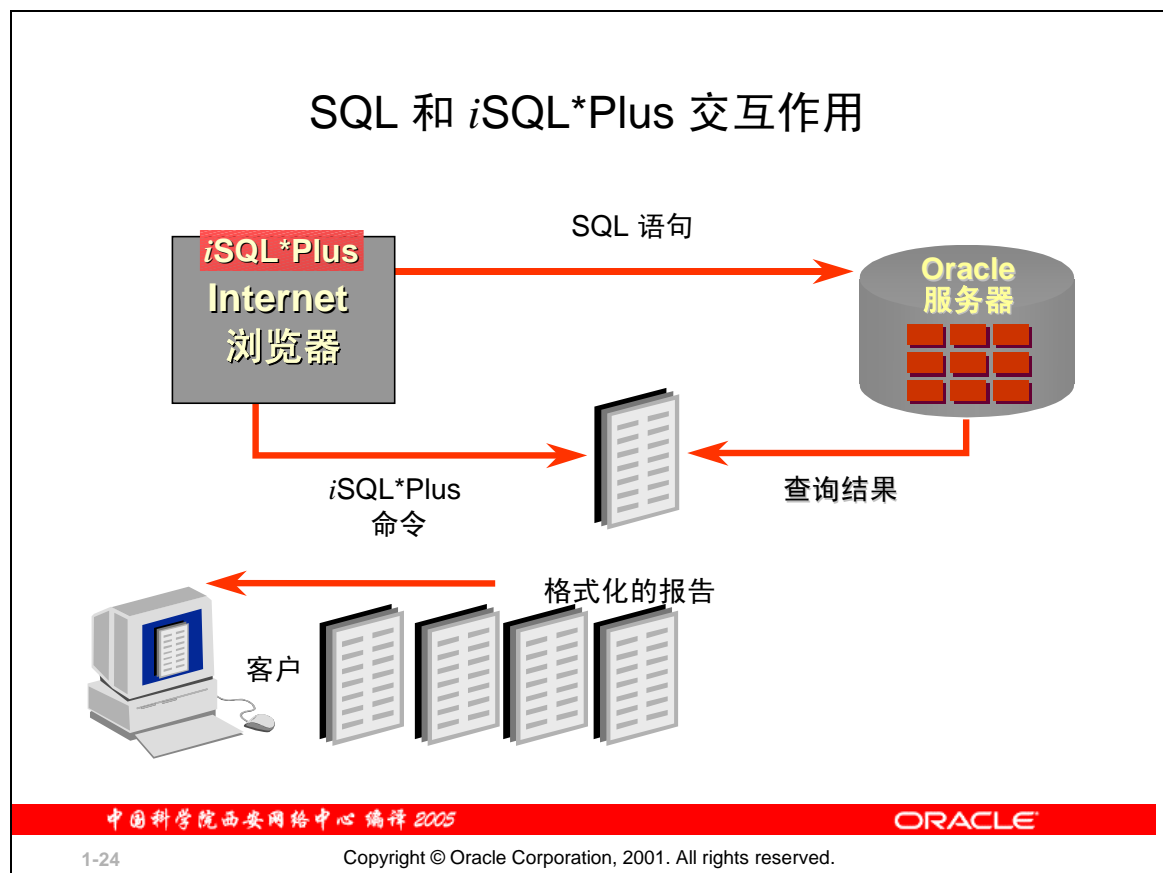 SQL 和 iSQL*Plus 交互作用
SQL 语句
iSQL*Plus
Internet
浏览器
Oracle
服务器
iSQL*Plus
命令
查询结果
格式化的报告
客户
中国科学院西安网络中心 编译 2005
ORACLE
1-24
Copyright © Oracle Corporation, 2001. All rights reserved.